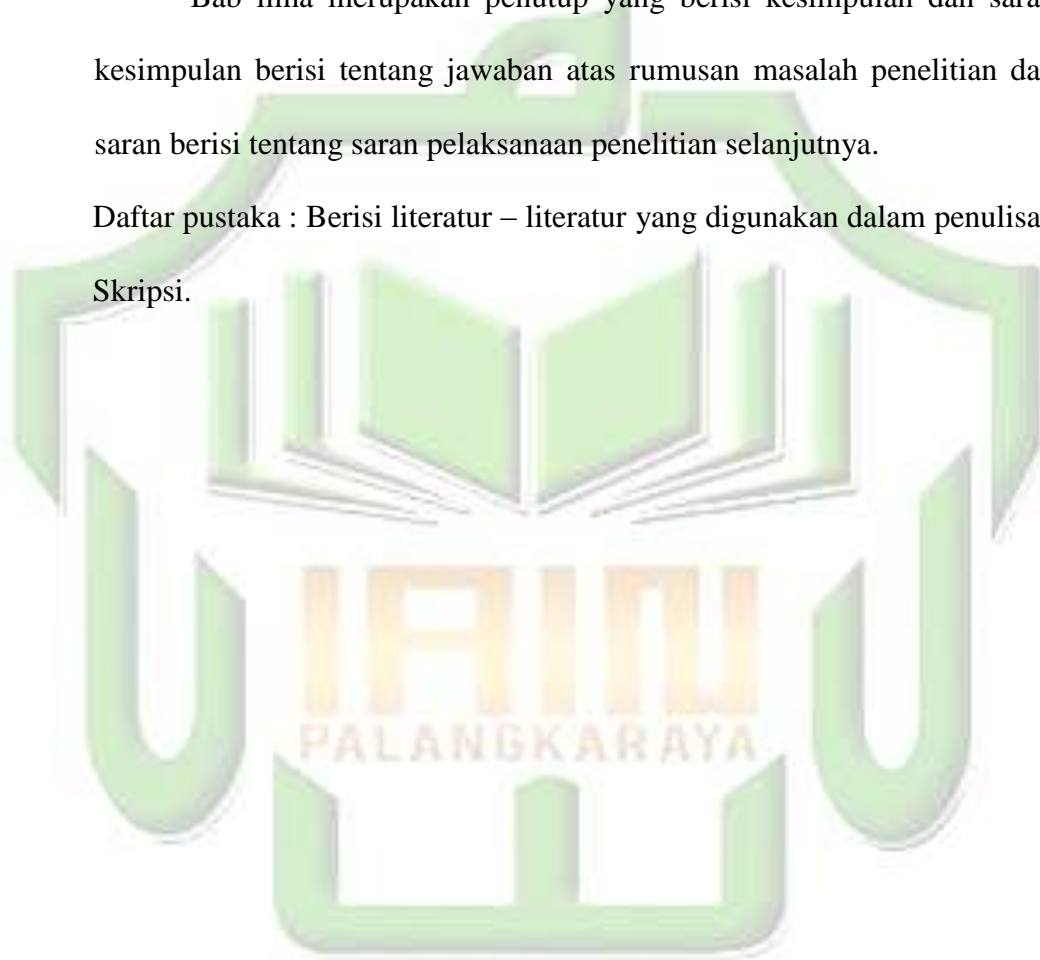 Bab lima merupakan penutup yang berisi kesimpulan dan sara
kesimpulan berisi tentang jawaban atas rumusan masalah penelitian da
saran berisi tentang saran pelaksanaan penelitian selanjutnya.
Daftar pustaka : Berisi literatur – literatur yang digunakan dalam penulisa
Skripsi.
IAIN
PALANGKARAYA